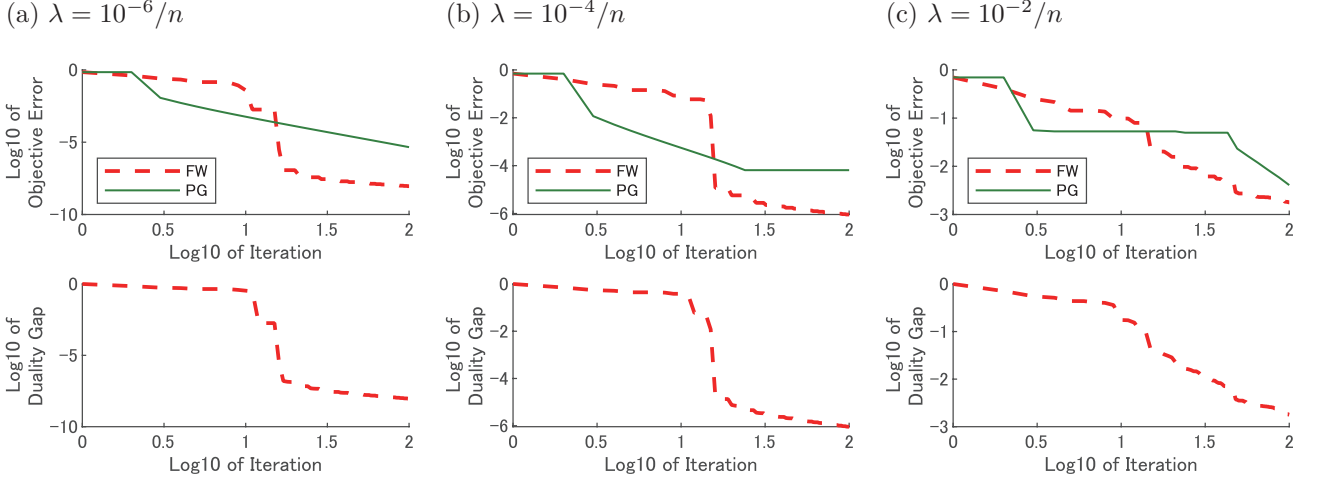 (a) λ = 10⁻⁶/n
(b) λ = 10⁻⁴/n
(c) λ = 10⁻²/n
Log10 of
Objective Error
0
−5
−10
FW
PG
0 0.5 1 1.5 2
Log10 of Iteration
Log10 of
Objective Error
0
−2
−4
−6
FW
PG
0 0.5 1 1.5 2
Log10 of Iteration
Log10 of
Objective Error
0
−1
−2
−3
FW
PG
0 0.5 1 1.5 2
Log10 of Iteration
Log10 of
Duality Gap
0
−5
−10
0 0.5 1 1.5 2
Log10 of Iteration
Log10 of
Duality Gap
0
−2
−4
−6
0 0.5 1 1.5 2
Log10 of Iteration
Log10 of
Duality Gap
0
−1
−2
−3
0 0.5 1 1.5 2
Log10 of Iteration